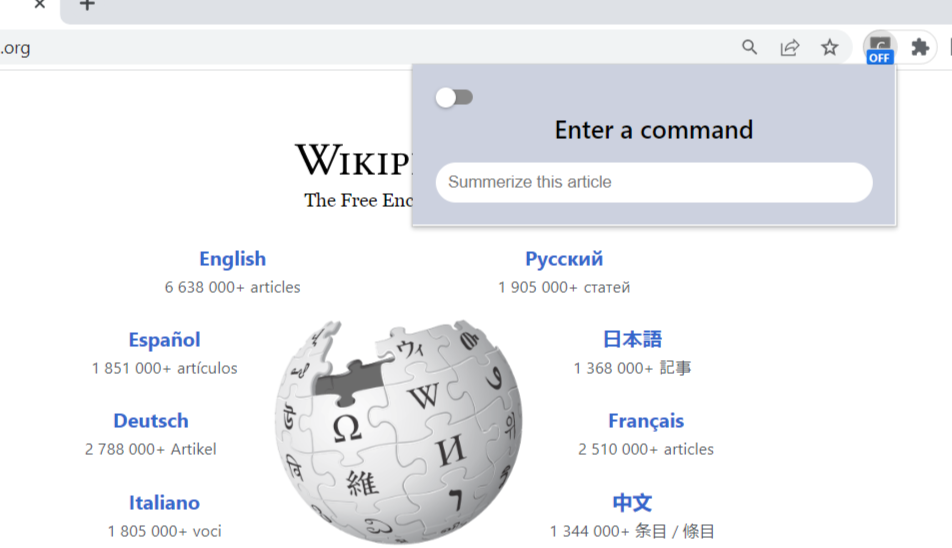 .org
OFF
Enter a command
Summerize this article
WIKIP
The Free Enc
English
6 638 000+ articles
Русский
1 905 000+ статей
Español
1 851 000+ artículos
日本語
1 368 000+ 記事
Deutsch
2 788 000+ Artikel
Français
2 510 000+ articles
Italiano
1 805 000+ voci
中文
1 344 000+ 条目 / 條目
Ω
W
И
維
ウィ